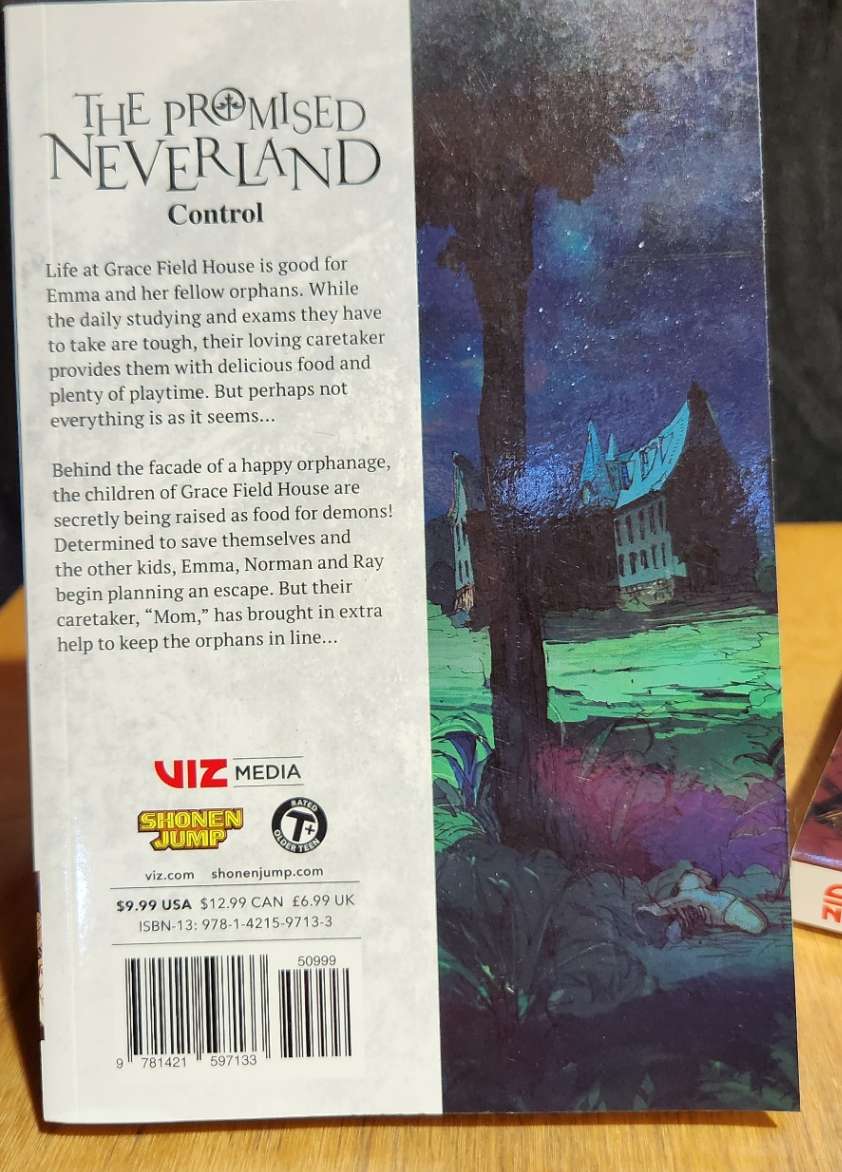 THE PROMISED
NEVERLAND
Control
Life at Grace Field House is good for
Emma and her fellow orphans. While
the daily studying and exams they have
to take are tough, their loving caretaker
provides them with delicious food and
plenty of playtime. But perhaps not
everything is as it seems...
Behind the facade of a happy orphanage,
the children of Grace Field House are
secretly being raised as food for demons!
Determined to save themselves and
the other kids, Emma, Norman and Ray
begin planning an escape. But their
caretaker, “Mom,” has brought in extra
help to keep the orphans in line...
VIZ MEDIA
SHONEN
JUMP
RATED
T+
OLDER TEEN
viz.com shonenjump.com
$9.99 USA $12.99 CAN £6.99 UK
ISBN-13: 978-1-4215-9713-3
50999
9 781421 597133